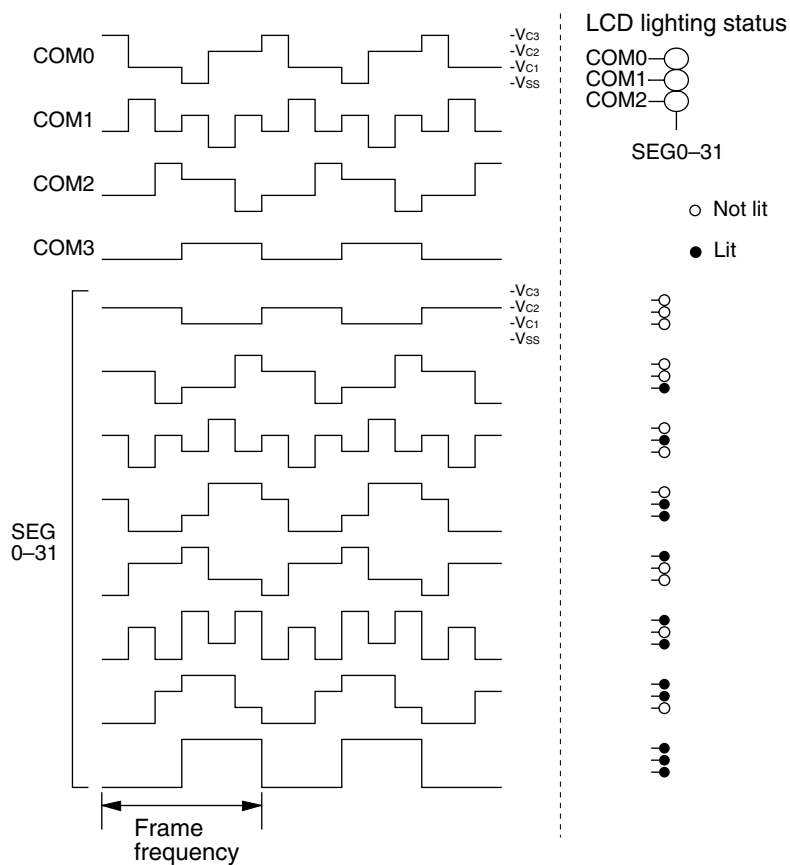 COM0
-VC3
-VC2
-VC1
-VSS
COM1
COM2
COM3
LCD lighting status
COM0
COM1
COM2
SEG0–31
Not lit
Lit
-VC3
-VC2
-VC1
-VSS
SEG
0–31
Frame
frequency